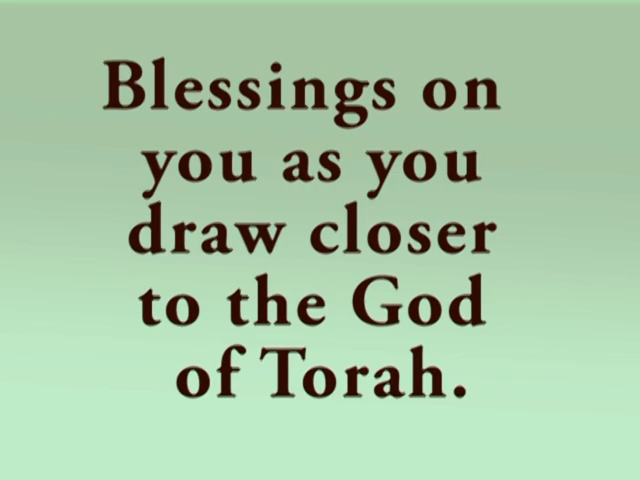 Blessings on
you as you
draw closer
to the God
of Torah.